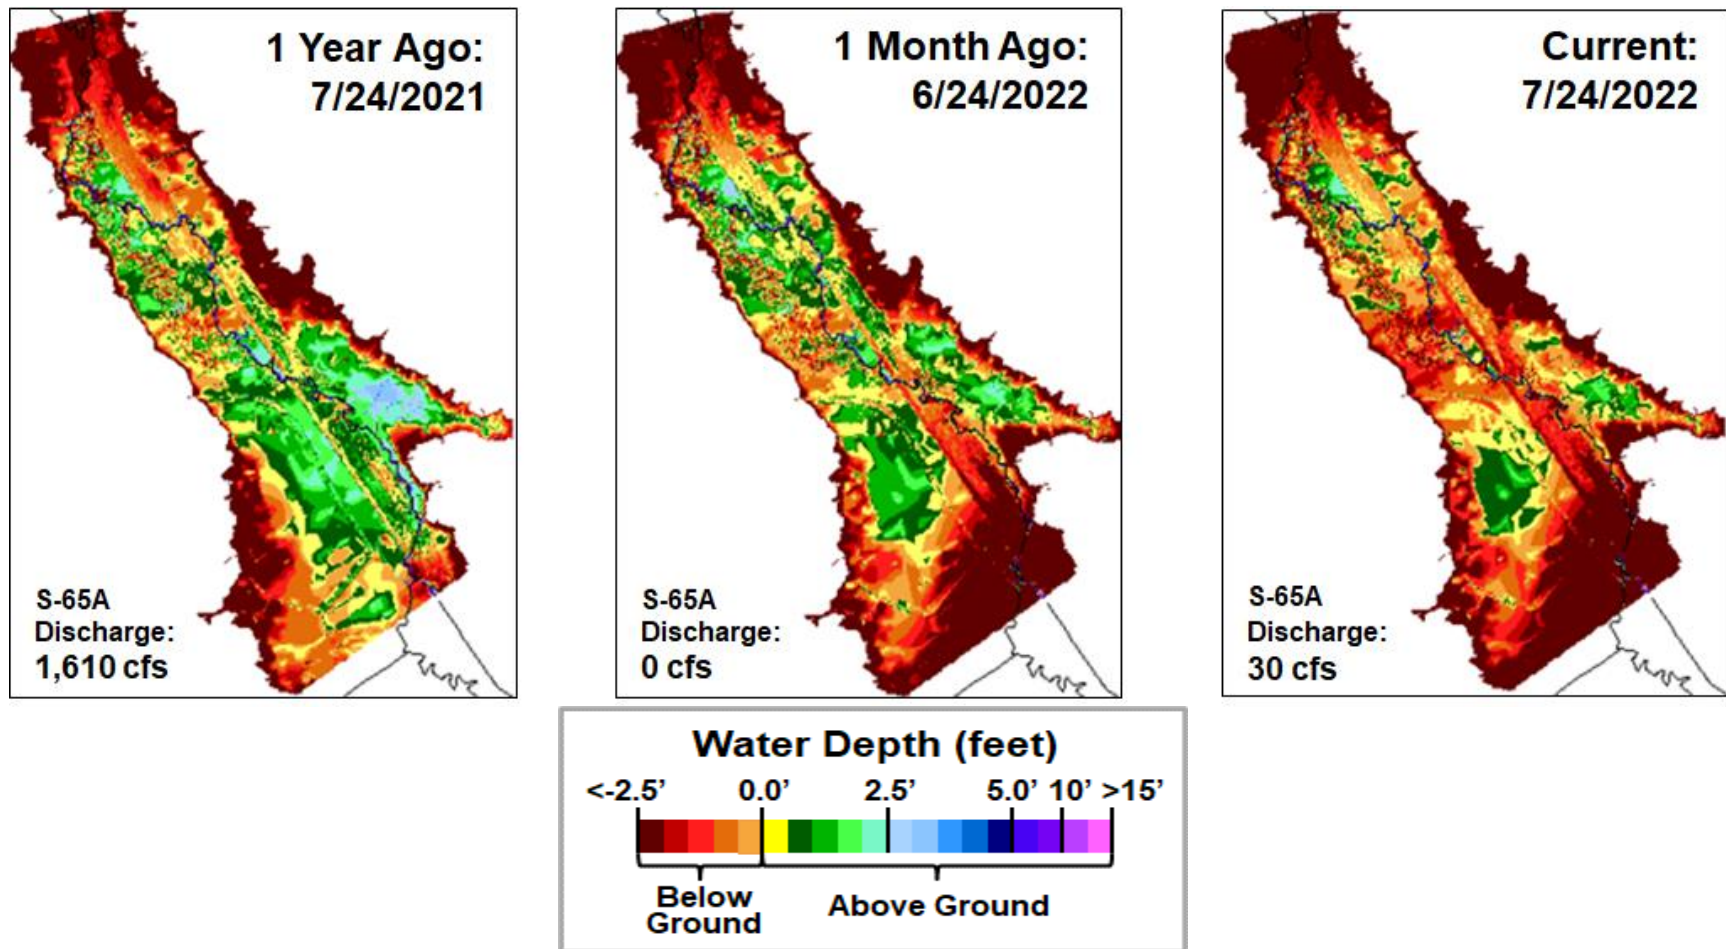 1 Year Ago:
7/24/2021
S-65A
Discharge:
1,610 cfs
1 Month Ago:
6/24/2022
S-65A
Discharge:
0 cfs
Current:
7/24/2022
S-65A
Discharge:
30 cfs
Water Depth (feet)
<-2.5’ 0.0’ 2.5’ 5.0’ 10’ >15’
Below
Ground
Above Ground